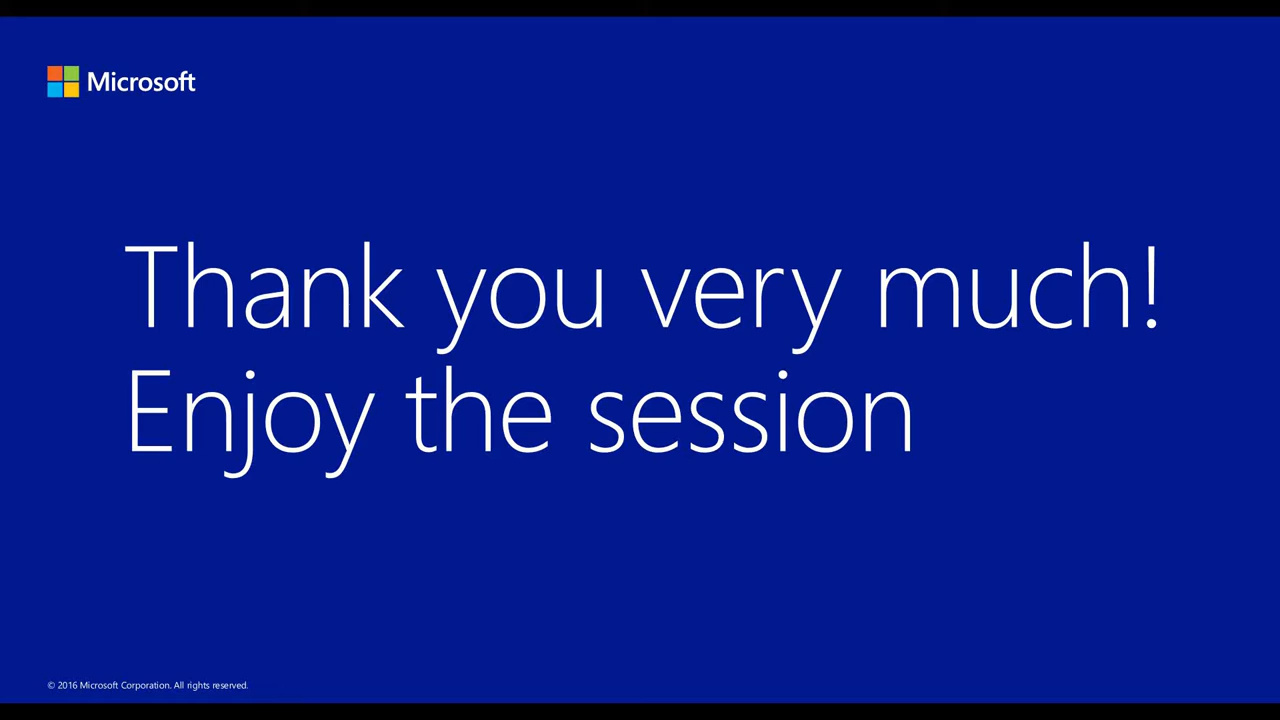 Microsoft
Thank you very much!
Enjoy the session
© 2016 Microsoft Corporation. All rights reserved.